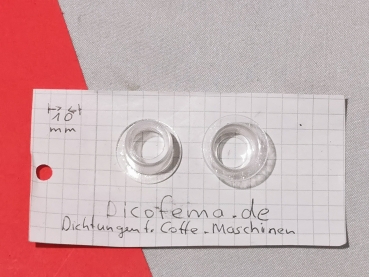 10
mm
Dicofema.de
Dichtungen f. Coffe-Maschinen